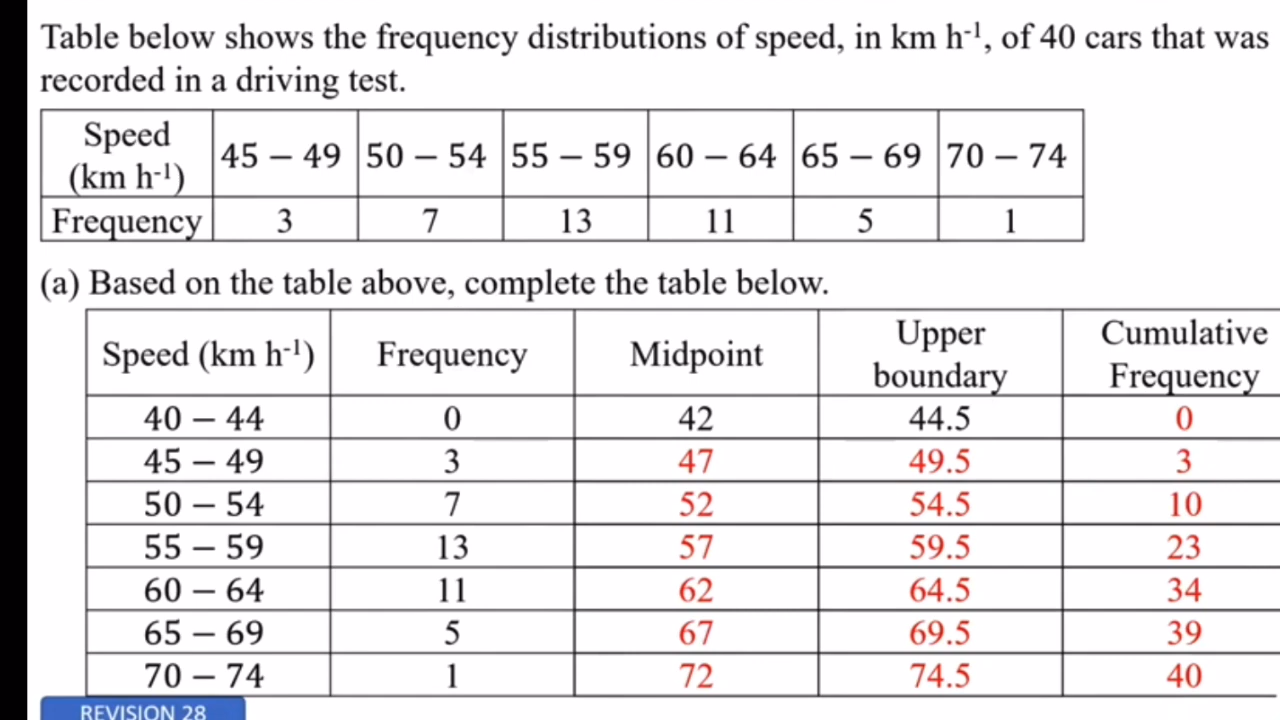 Table below shows the frequency distributions of speed, in km h⁻¹, of 40 cars that was
recorded in a driving test.
Speed (km h⁻¹) 45 – 49 50 – 54 55 – 59 60 – 64 65 – 69 70 – 74
Frequency 3 7 13 11 5 1
(a) Based on the table above, complete the table below.
Speed (km h⁻¹) Frequency Midpoint Upper boundary Cumulative Frequency
40 – 44 0 42 44.5 0
45 – 49 3 47 49.5 3
50 – 54 7 52 54.5 10
55 – 59 13 57 59.5 23
60 – 64 11 62 64.5 34
65 – 69 5 67 69.5 39
70 – 74 1 72 74.5 40
REVISION 28